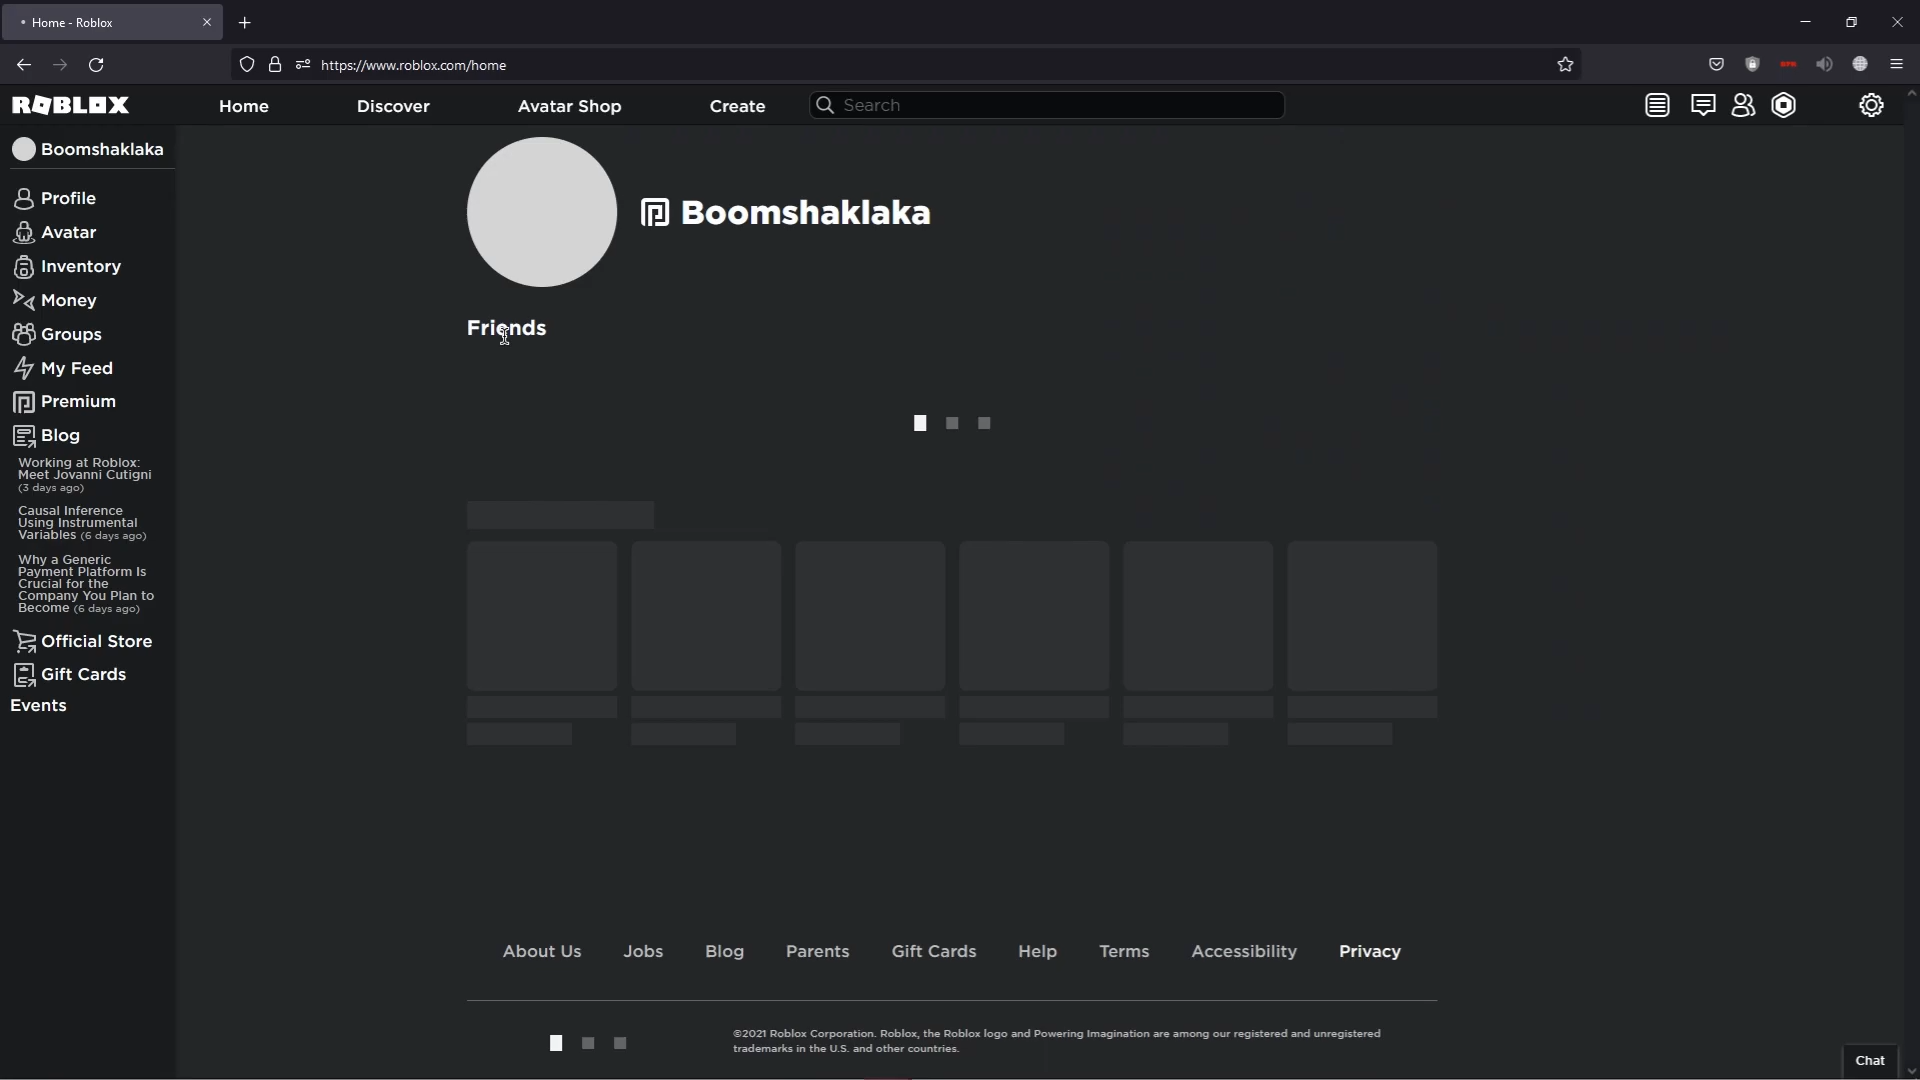 Home - Roblox
https://www.roblox.com/home
ROBLOX
Home
Discover
Avatar Shop
Create
Search
Boomshaklaka
Profile
Avatar
Inventory
Money
Groups
My Feed
Premium
Blog
Working at Roblox:
Meet Jovanni Cutigni
(3 days ago)
Causal Inference
Using Instrumental
Variables (6 days ago)
Why a Generic
Payment Platform Is
Crucial for the
Company You Plan to
Become (6 days ago)
Official Store
Gift Cards
Events
Boomshaklaka
Friends
About Us
Jobs
Blog
Parents
Gift Cards
Help
Terms
Accessibility
Privacy
©2021 Roblox Corporation. Roblox, the Roblox logo and Powering Imagination are among our registered and unregistered
trademarks in the U.S. and other countries.
Chat